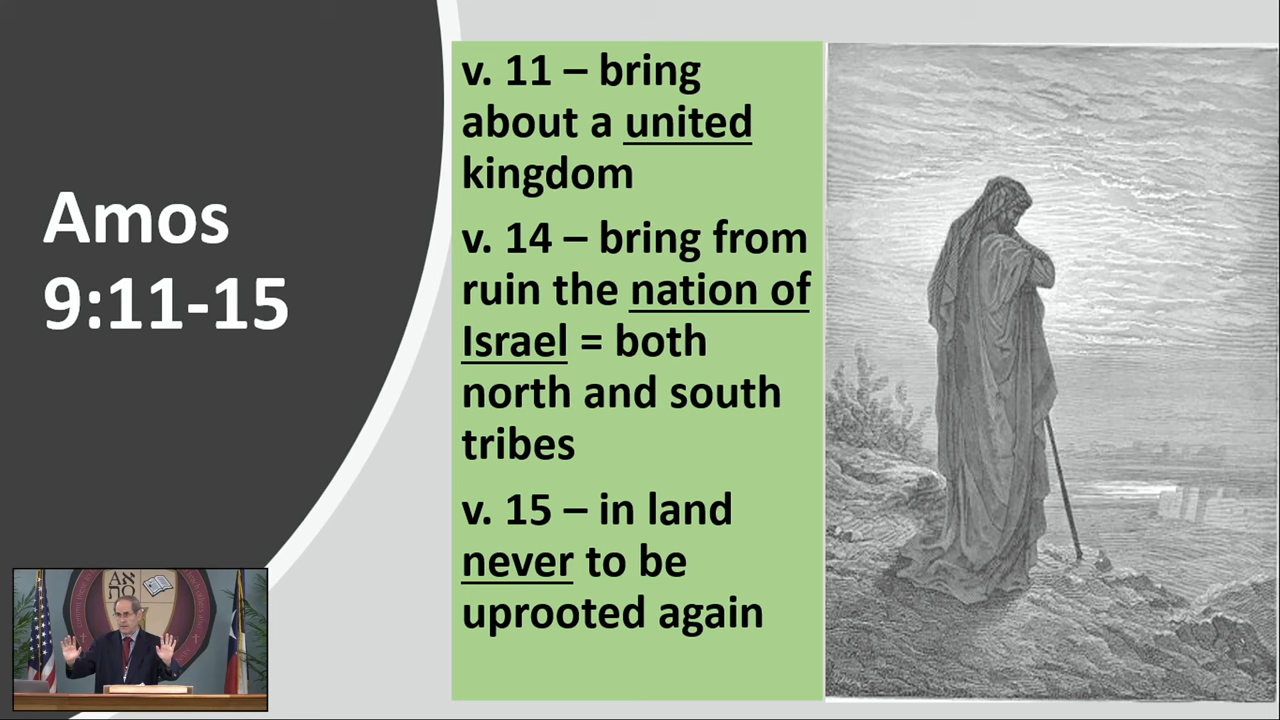 Amos
9:11-15
v. 11 – bring
about a united
kingdom
v. 14 – bring from
ruin the nation of
Israel = both
north and south
tribes
v. 15 – in land
never to be
uprooted again